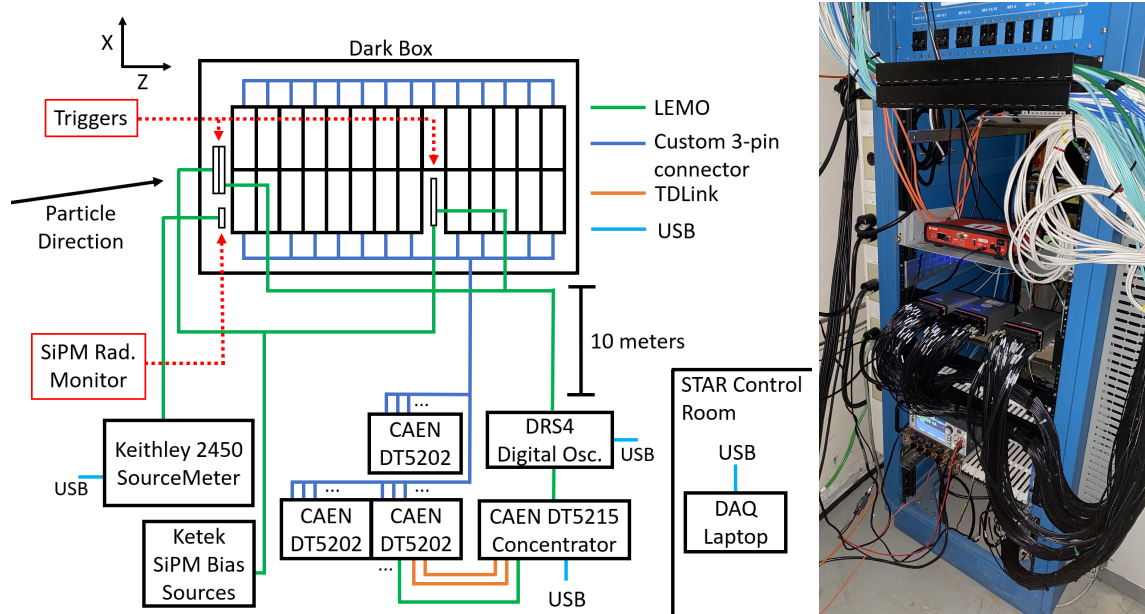 X
Z
Dark Box
Triggers
LEMO
Custom 3-pin
connector
TDLink
USB
Particle
Direction
SiPM Rad.
Monitor
10 meters
STAR Control
Room
...
CAEN
DT5202
DRS4
Digital Osc.
USB
USB
Keithley 2450
SourceMeter
USB
...
...
CAEN
DT5202
CAEN
DT5202
CAEN DT5215
Concentrator
DAQ
Laptop
Ketek
SiPM Bias
Sources
...
USB